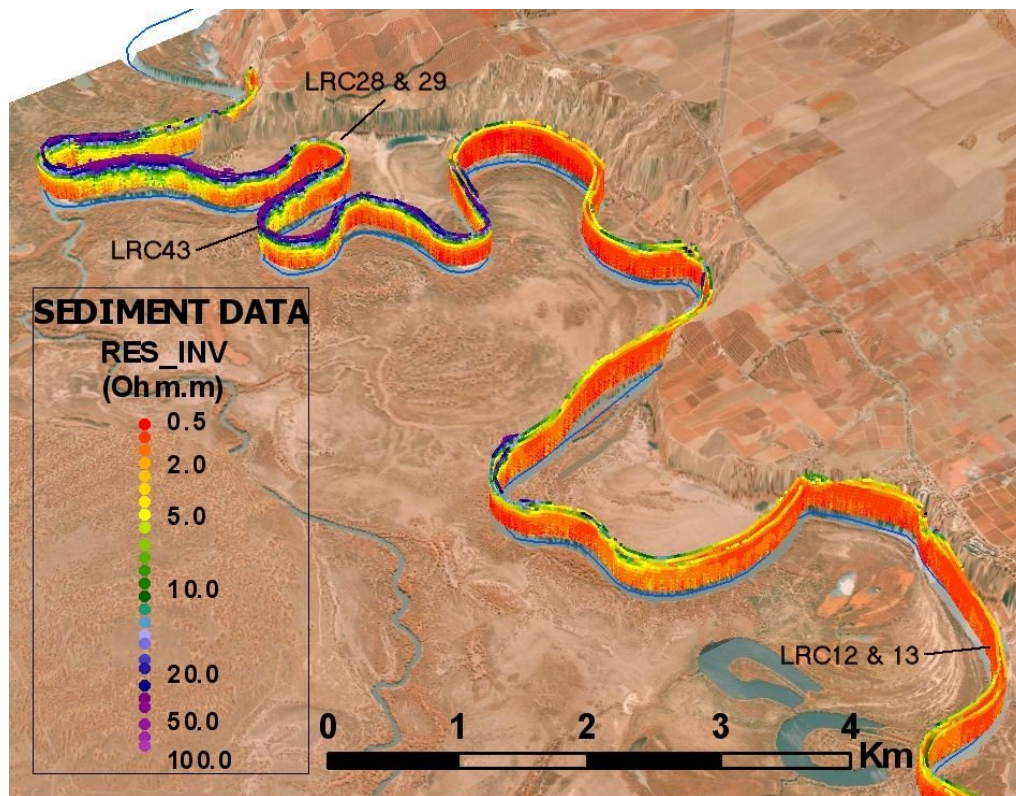 LRC28 & 29
LRC43
SEDIMENT DATA
RES_INV
(Ohm.m)
0.5
2.0
5.0
10.0
20.0
50.0
100.0
LRC12 & 13
0 1 2 3 4
Km